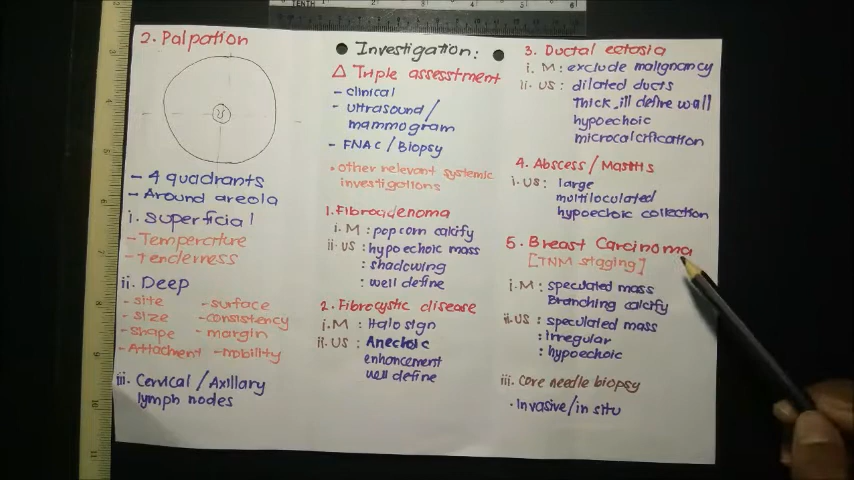 2. Palpation
- 4 quadrants
- Around areola
i. Superficial
- Temperature
- Tenderness
ii. Deep
- site - surface
- size - consistency
- shape - margin
- Attachment - mobility
iii. Cervical / Axillary
lymph nodes
Investigation:
Δ Triple assesstment
- clinical
- ultrasound /
mammogram
- FNAC / Biopsy
• other relevant systemic
investigations
1. Fibroadenoma
i. M : pop corn calcify
ii. US : hypoechoic mass
: shadowing
: well define
2. Fibrocystic disease
i. M : Halo sign
ii. US : Anechoic
enhancement
well define
3. Ductal ectasia
i. M : exclude malignancy
ii. US : dilated ducts
Thick, ill define wall
hypoechoic
microcalcification
4. Abscess / Mastitis
i. US : large
multiloculated
hypoechoic collection
5. Breast Carcinoma
[TNM staging]
i. M : speculated mass
Branching calcify
ii. US : speculated mass
: irregular
: hypoechoic
iii. Core needle biopsy
• Invasive / in situ